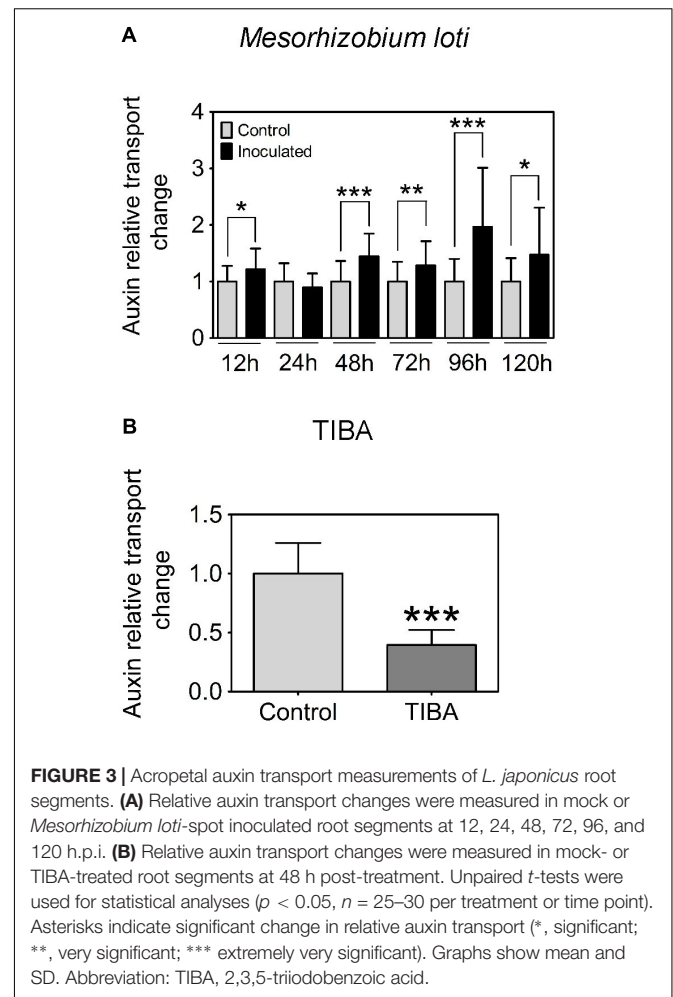 A
Mesorhizobium loti
Auxin relative transport
change
4
3
2
1
0
Control
Inoculated
*
***
**
***
*
12h 24h 48h 72h 96h 120h
B
TIBA
Auxin relative transport
change
1.5
1.0
0.5
0.0
***
Control TIBA
FIGURE 3 | Acropetal auxin transport measurements of L. japonicus root
segments. (A) Relative auxin transport changes were measured in mock or
Mesorhizobium loti-spot inoculated root segments at 12, 24, 48, 72, 96, and
120 h.p.i. (B) Relative auxin transport changes were measured in mock- or
TIBA-treated root segments at 48 h post-treatment. Unpaired t-tests were
used for statistical analyses (p < 0.05, n = 25–30 per treatment or time point).
Asterisks indicate significant change in relative auxin transport (*, significant;
**, very significant; *** extremely very significant). Graphs show mean and
SD. Abbreviation: TIBA, 2,3,5-triiodobenzoic acid.